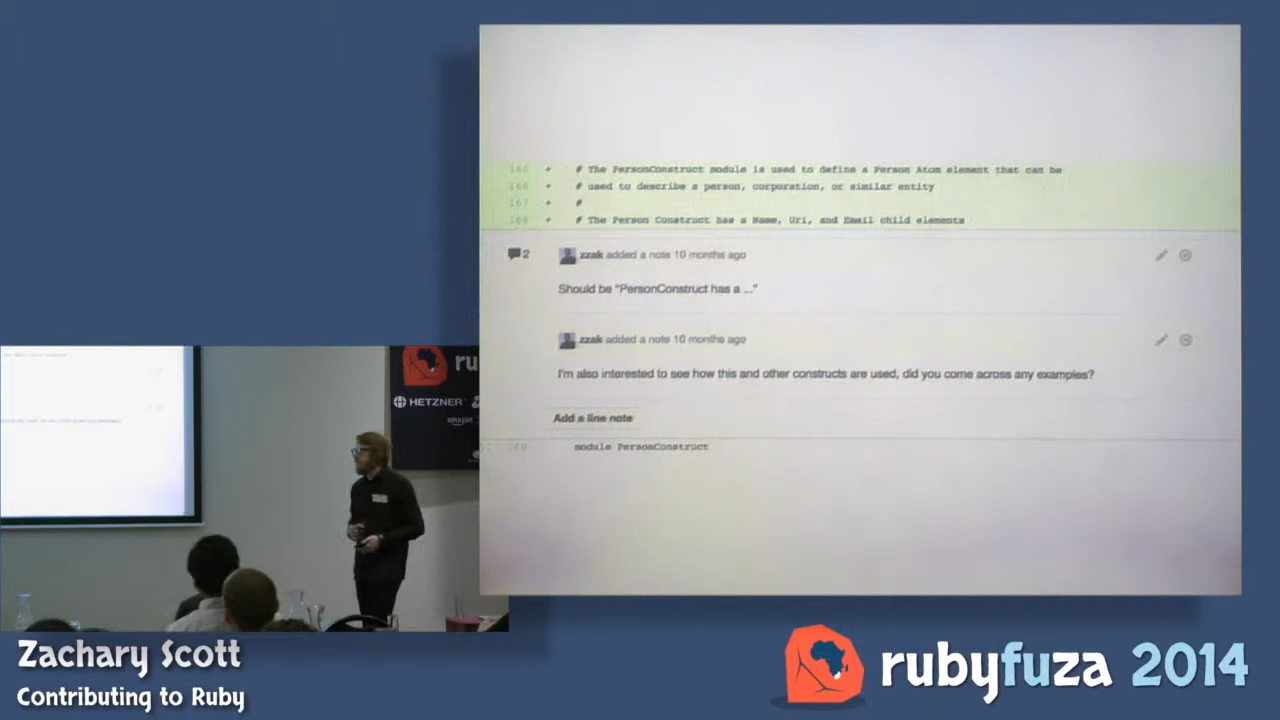 165 + # The PersonConstruct module is used to define a Person Atom element that can be
166 + # used to describe a person, corporation, or similar entity
167 + #
168 + # The Person Construct has a Name, Uri, and Email child elements
2 zzak added a note 10 months ago
Should be "PersonConstruct has a ..."
zzak added a note 10 months ago
I'm also interested to see how this and other constructs are used, did you come across any examples?
Add a line note
169 module PersonConstruct
ru
HETZNER
amazon
Zachary Scott
Contributing to Ruby
rubyfuza 2014